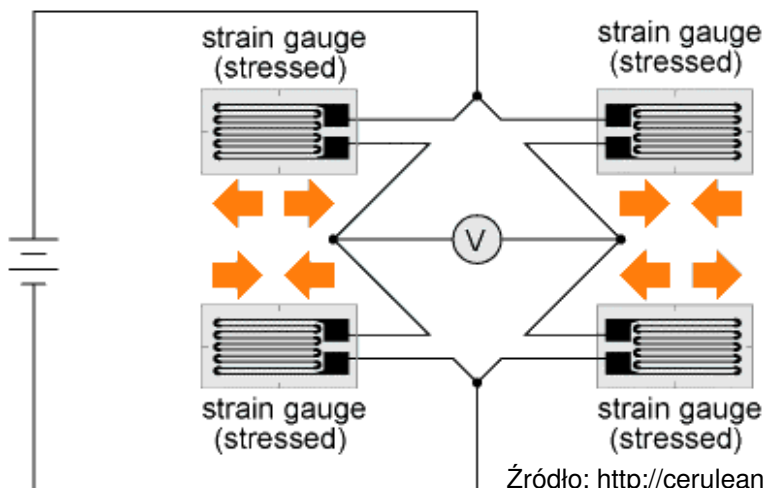 strain gauge
(stressed)
strain gauge
(stressed)
V
strain gauge
(stressed)
strain gauge
(stressed)
Źródło: http://cerulean